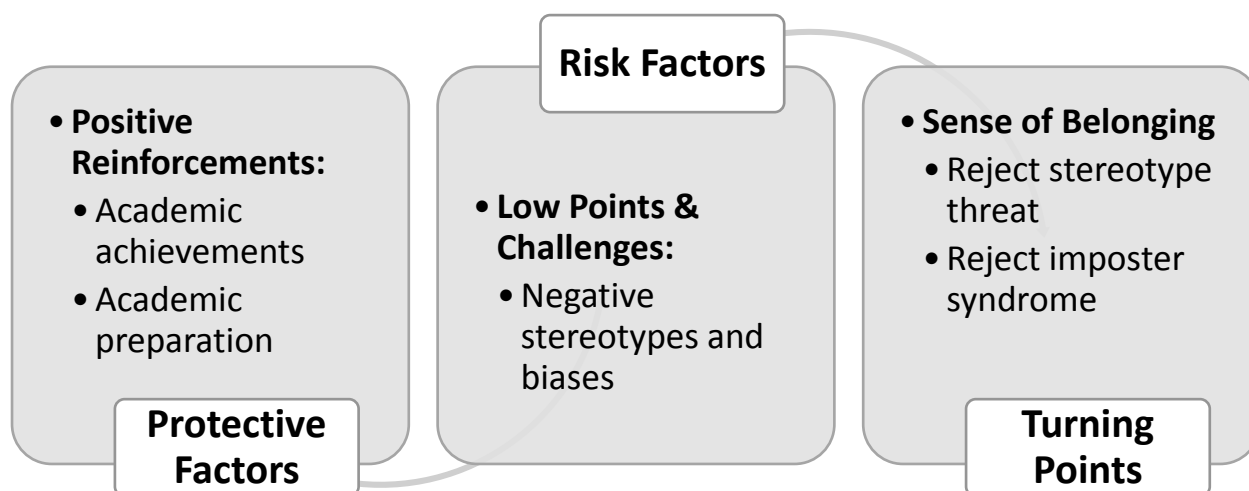 • Positive
Reinforcements:
• Academic
achievements
• Academic
preparation
Protective
Factors
Risk Factors
• Low Points &
Challenges:
• Negative
stereotypes and
biases
• Sense of Belonging
• Reject stereotype
threat
• Reject imposter
syndrome
Turning
Points